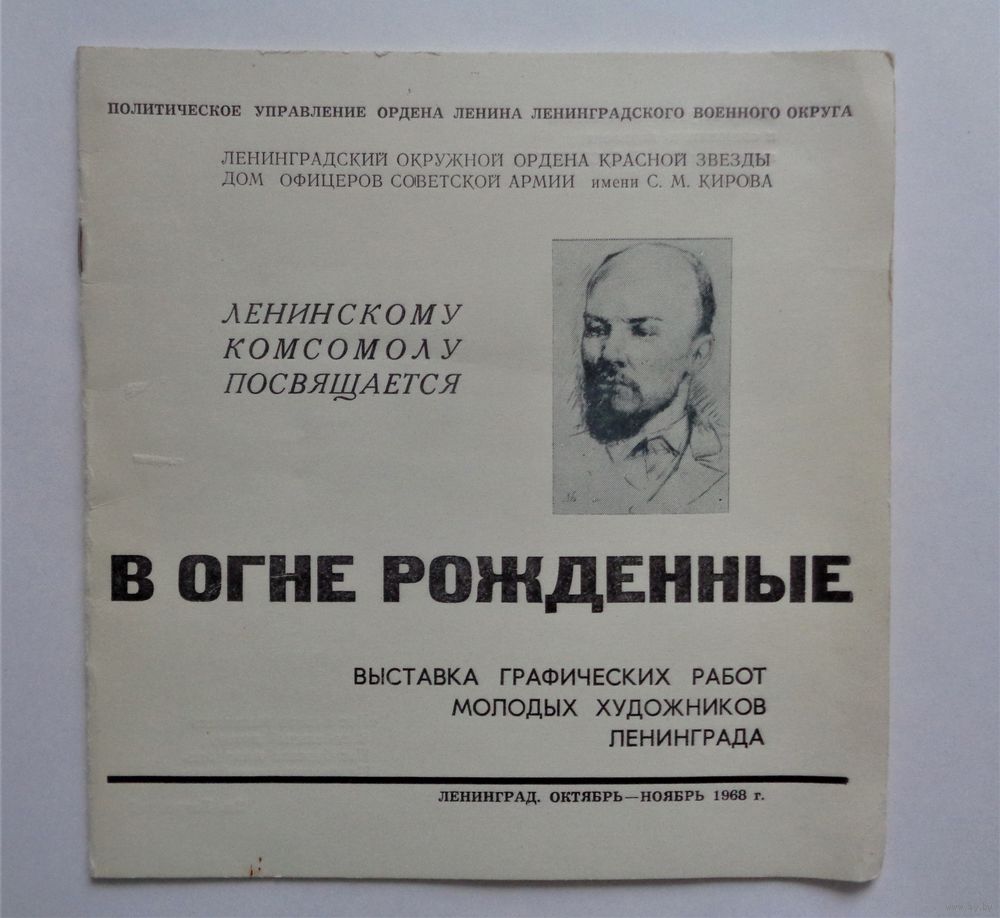 ПОЛИТИЧЕСКОЕ УПРАВЛЕНИЕ ОРДЕНА ЛЕНИНА ЛЕНИНГРАДСКОГО ВОЕННОГО ОКРУГА
ЛЕНИНГРАДСКИЙ ОКРУЖНОЙ ОРДЕНА КРАСНОЙ ЗВЕЗДЫ
ДОМ ОФИЦЕРОВ СОВЕТСКОЙ АРМИИ имени С. М. КИРОВА
ЛЕНИНСКОМУ
КОМСОМОЛУ
ПОСВЯЩАЕТСЯ
В ОГНЕ РОЖДЕННЫЕ
ВЫСТАВКА ГРАФИЧЕСКИХ РАБОТ
МОЛОДЫХ ХУДОЖНИКОВ
ЛЕНИНГРАДА
ЛЕНИНГРАД. ОКТЯБРЬ—НОЯБРЬ 1968 г.